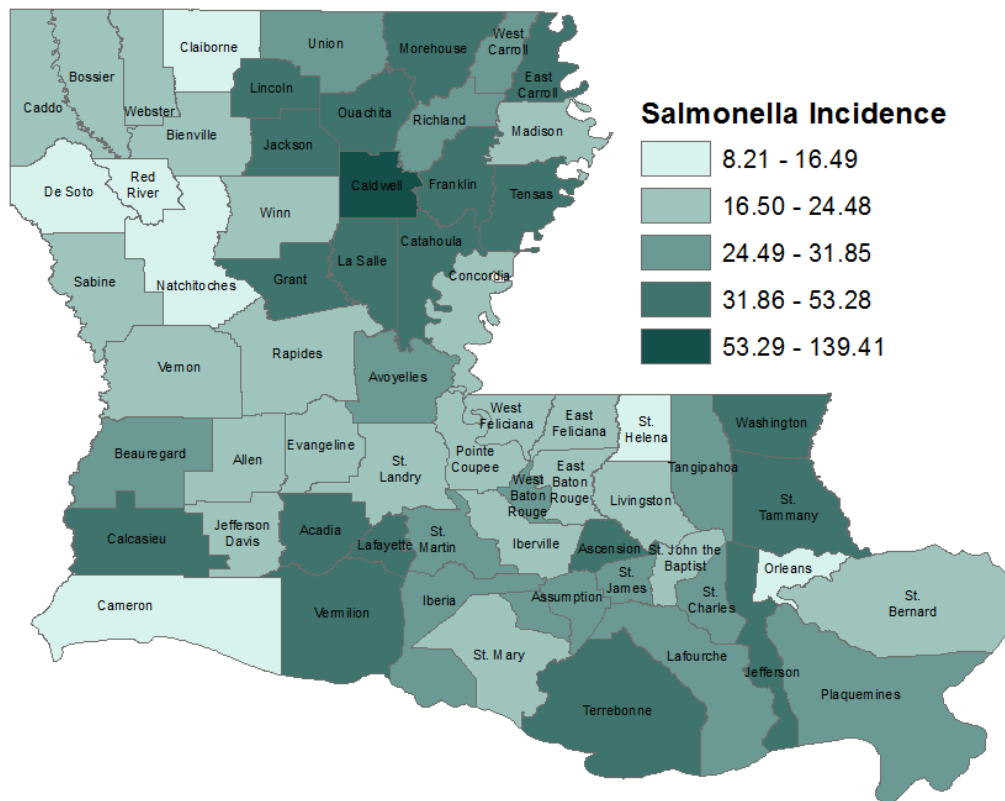 Claiborne
Union
Morehouse
West
Carroll
East
Carroll
Bossier
Caddo
Webster
Lincoln
Ouachita
Richland
Madison
Bienville
Jackson
De Soto
Red
River
Caldwell
Franklin
Tensas
Winn
Natchitoches
Sabine
Grant
La Salle
Catahoula
Concordia
Vernon
Rapides
Avoyelles
Beauregard
Allen
Evangeline
St.
Landry
Pointe
Coupee
West
Feliciana
East
Feliciana
St.
Helena
Tangipahoa
Washington
West
Baton
Rouge
East
Baton
Rouge
Livingston
St.
Tammany
Calcasieu
Jefferson
Davis
Acadia
Lafayette
St.
Martin
Iberville
Ascension
St. John the
Baptist
Orleans
St.
Bernard
Cameron
Vermilion
Iberia
Assumption
St.
James
St.
Charles
St. Mary
Lafourche
Jefferson
Plaquemines
Terrebonne
Salmonella Incidence
8.21 - 16.49
16.50 - 24.48
24.49 - 31.85
31.86 - 53.28
53.29 - 139.41